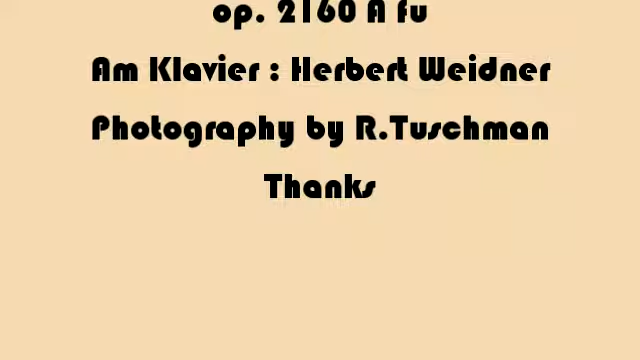 op. 2160 A fu
Am Klavier : Herbert Weidner
Photography by R.Tuschman
Thanks